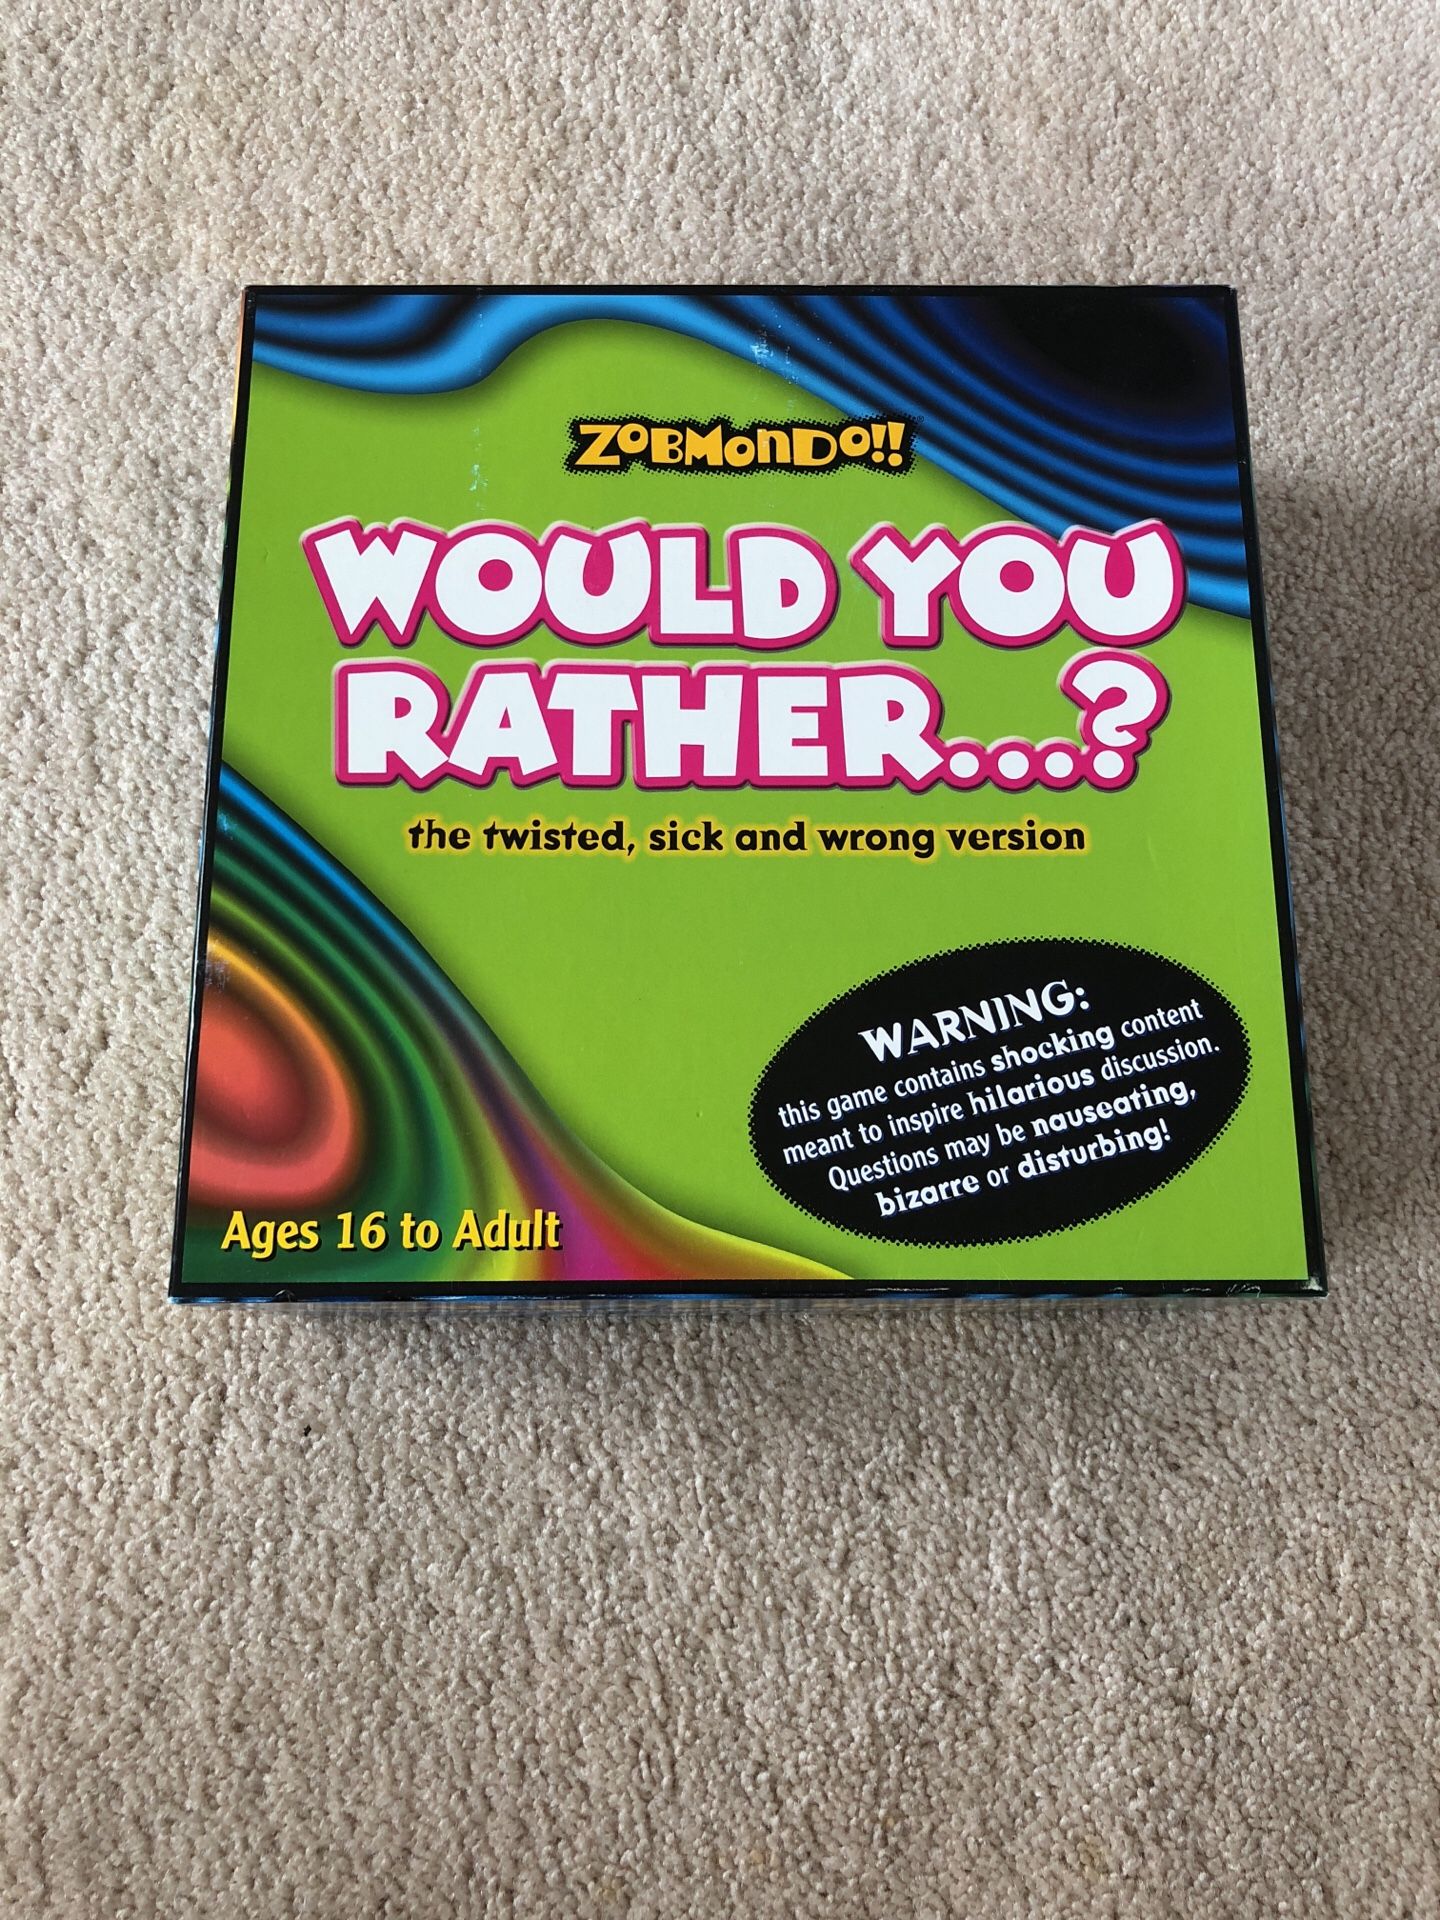 ZOBMONDO!!®
WOULD YOU
RATHER...?
the twisted, sick and wrong version
WARNING:
this game contains shocking content
meant to inspire hilarious discussion.
Questions may be nauseating,
bizarre or disturbing!
Ages 16 to Adult